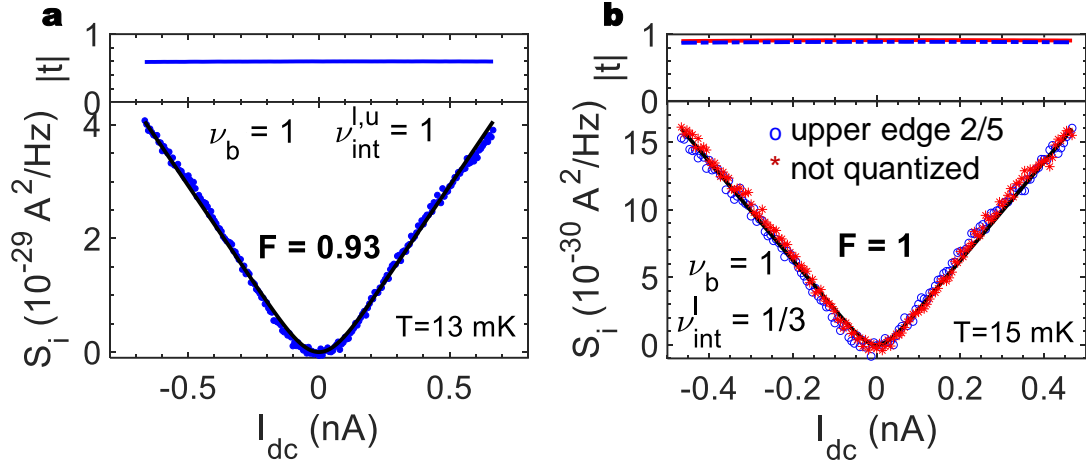 a
1
|t|
0
ν_b = 1 ν_int^{l,u} = 1
4
2
0
S_i (10^-29 A^2/Hz)
F = 0.93
T=13 mK
-0.5 0 0.5
I_dc (nA)
b
1
|t|
0
o upper edge 2/5
* not quantized
15
10
5
0
S_i (10^-30 A^2/Hz)
F = 1
ν_b = 1
ν_int^l = 1/3
T=15 mK
-0.4 -0.2 0 0.2 0.4
I_dc (nA)